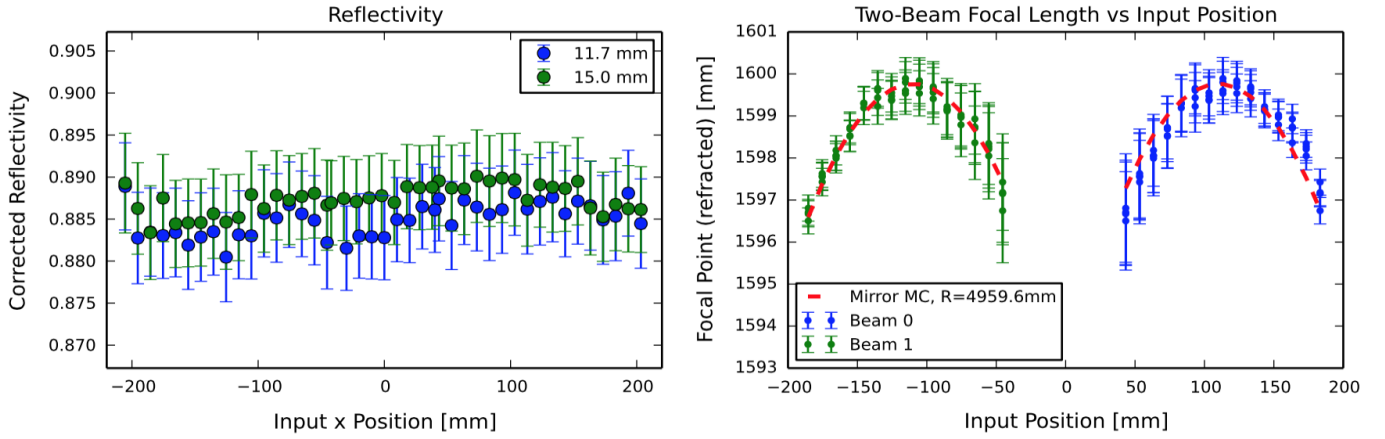 Reflectivity
0.905
0.900
0.895
0.890
0.885
0.880
0.875
0.870
Corrected Reflectivity
11.7 mm
15.0 mm
−200 −100 0 100 200
Input x Position [mm]
Two-Beam Focal Length vs Input Position
1601
1600
1599
1598
1597
1596
1595
1594
1593
Focal Point (refracted) [mm]
Mirror MC, R=4959.6mm
Beam 0
Beam 1
−200 −150 −100 −50 0 50 100 150 200
Input Position [mm]